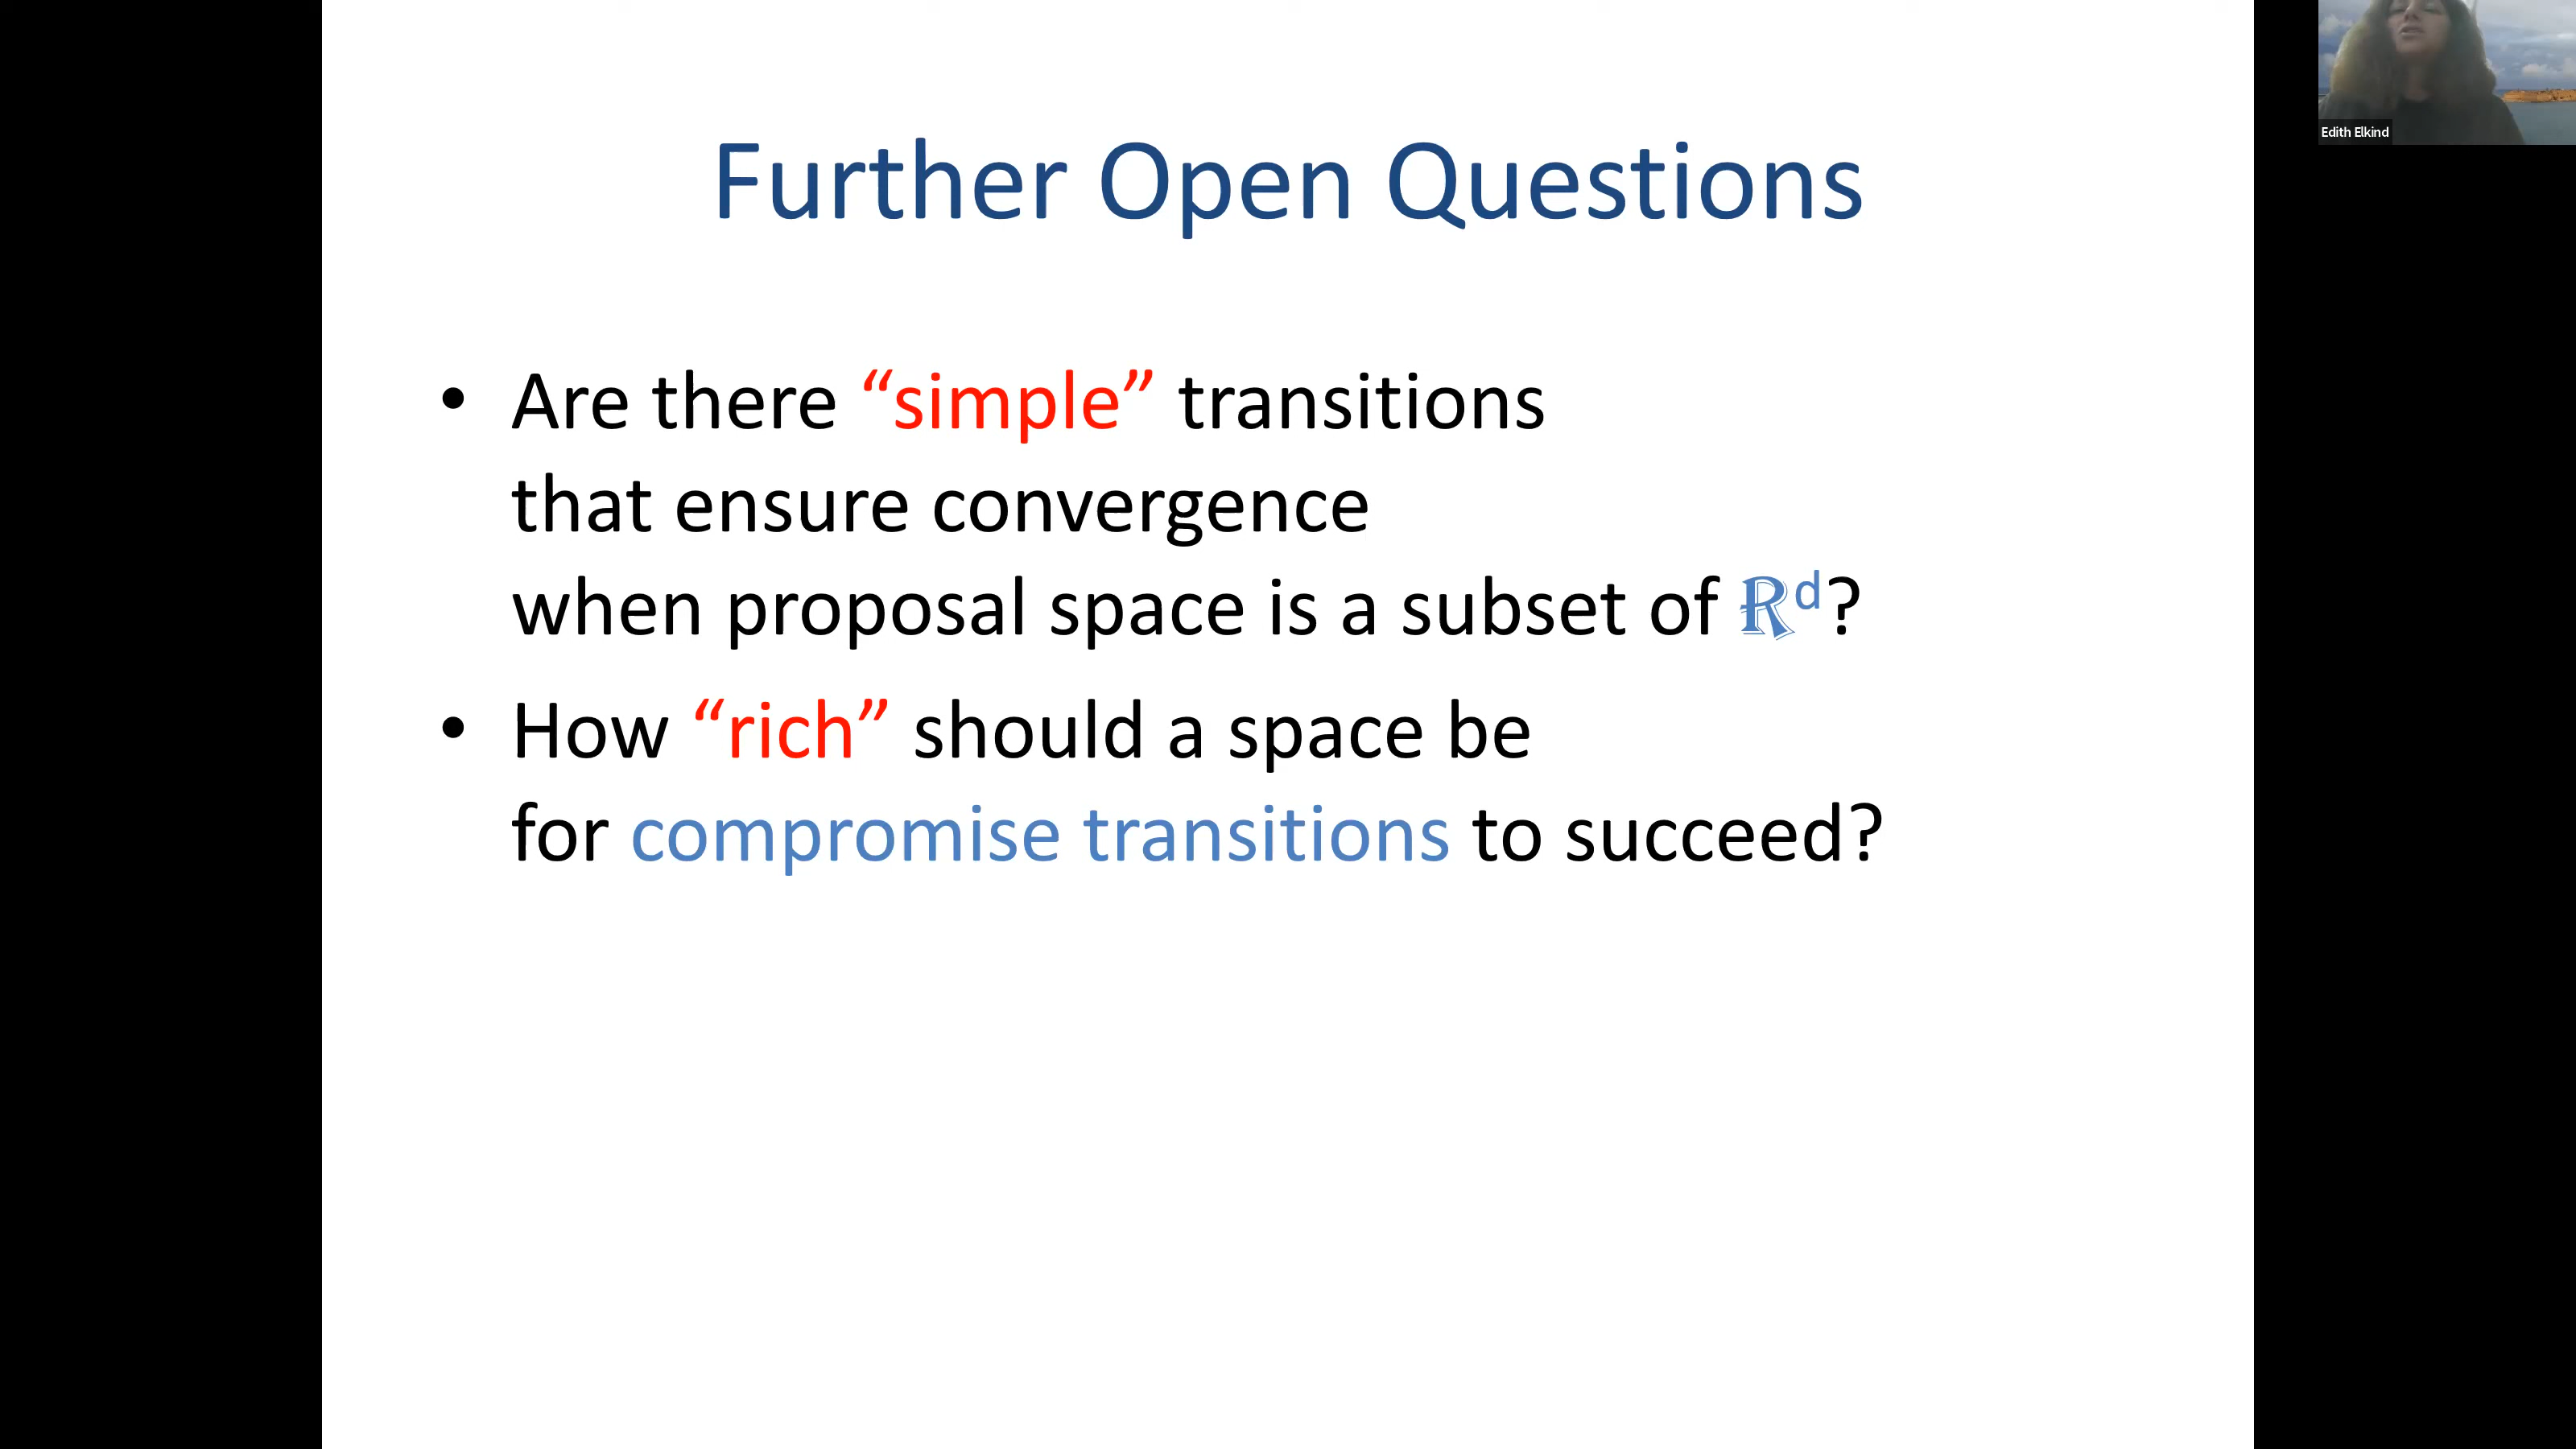 Edith Elkind
Further Open Questions
• Are there “simple” transitions
that ensure convergence
when proposal space is a subset of ℝᵈ?
• How “rich” should a space be
for compromise transitions to succeed?